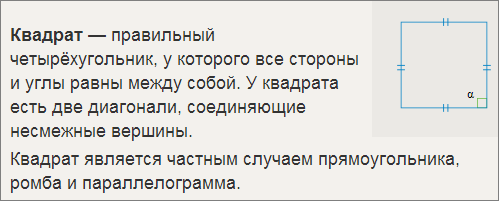 Квадрат — правильный
четырёхугольник, у которого все стороны
и углы равны между собой. У квадрата
есть две диагонали, соединяющие
несмежные вершины.
Квадрат является частным случаем прямоугольника,
ромба и параллелограмма.
α